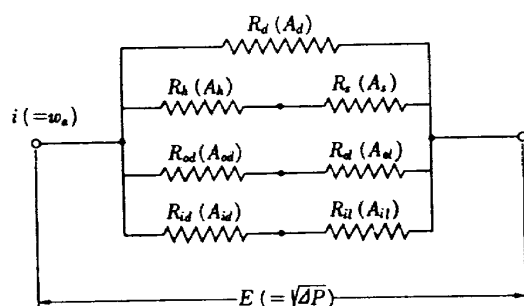 R_d (A_d)
R_h (A_h) R_s (A_s)
i (=w_a)
R_od (A_od) R_ol (A_ol)
R_id (A_id) R_il (A_il)
E (=√ΔP)